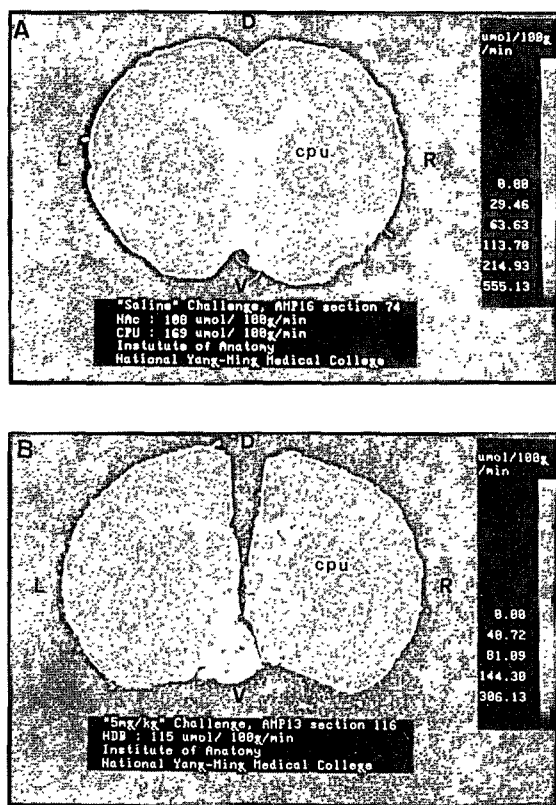 A
D
umol/100g
/min
L
cpu
R
0.00
29.46
63.63
113.70
214.93
555.13
V
"Saline" Challenge, AMP16 section 74
NAc : 108 umol/ 100g/min
CPU : 169 umol/ 100g/min
Institute of Anatomy
National Yang-Ming Medical College
B
D
umol/100g
/min
L
cpu
R
0.00
40.72
81.09
144.30
306.13
V
"5mg/kg" Challenge, AMP13 section 116
HDB : 115 umol/ 100g/min
Institute of Anatomy
National Yang-Ming Medical College